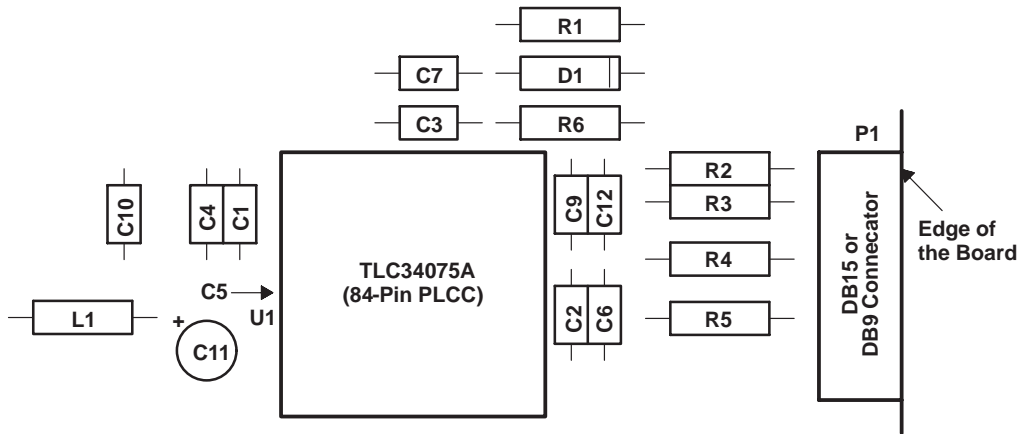 R1
C7
D1
C3
R6
P1
C10
C4
C1
C9
C12
R2
R3
R4
R5
TLC34075A
(84-Pin PLCC)
C5
U1
L1
+
C11
C2
C6
DB15 or
DB9 Connecator
Edge of
the Board